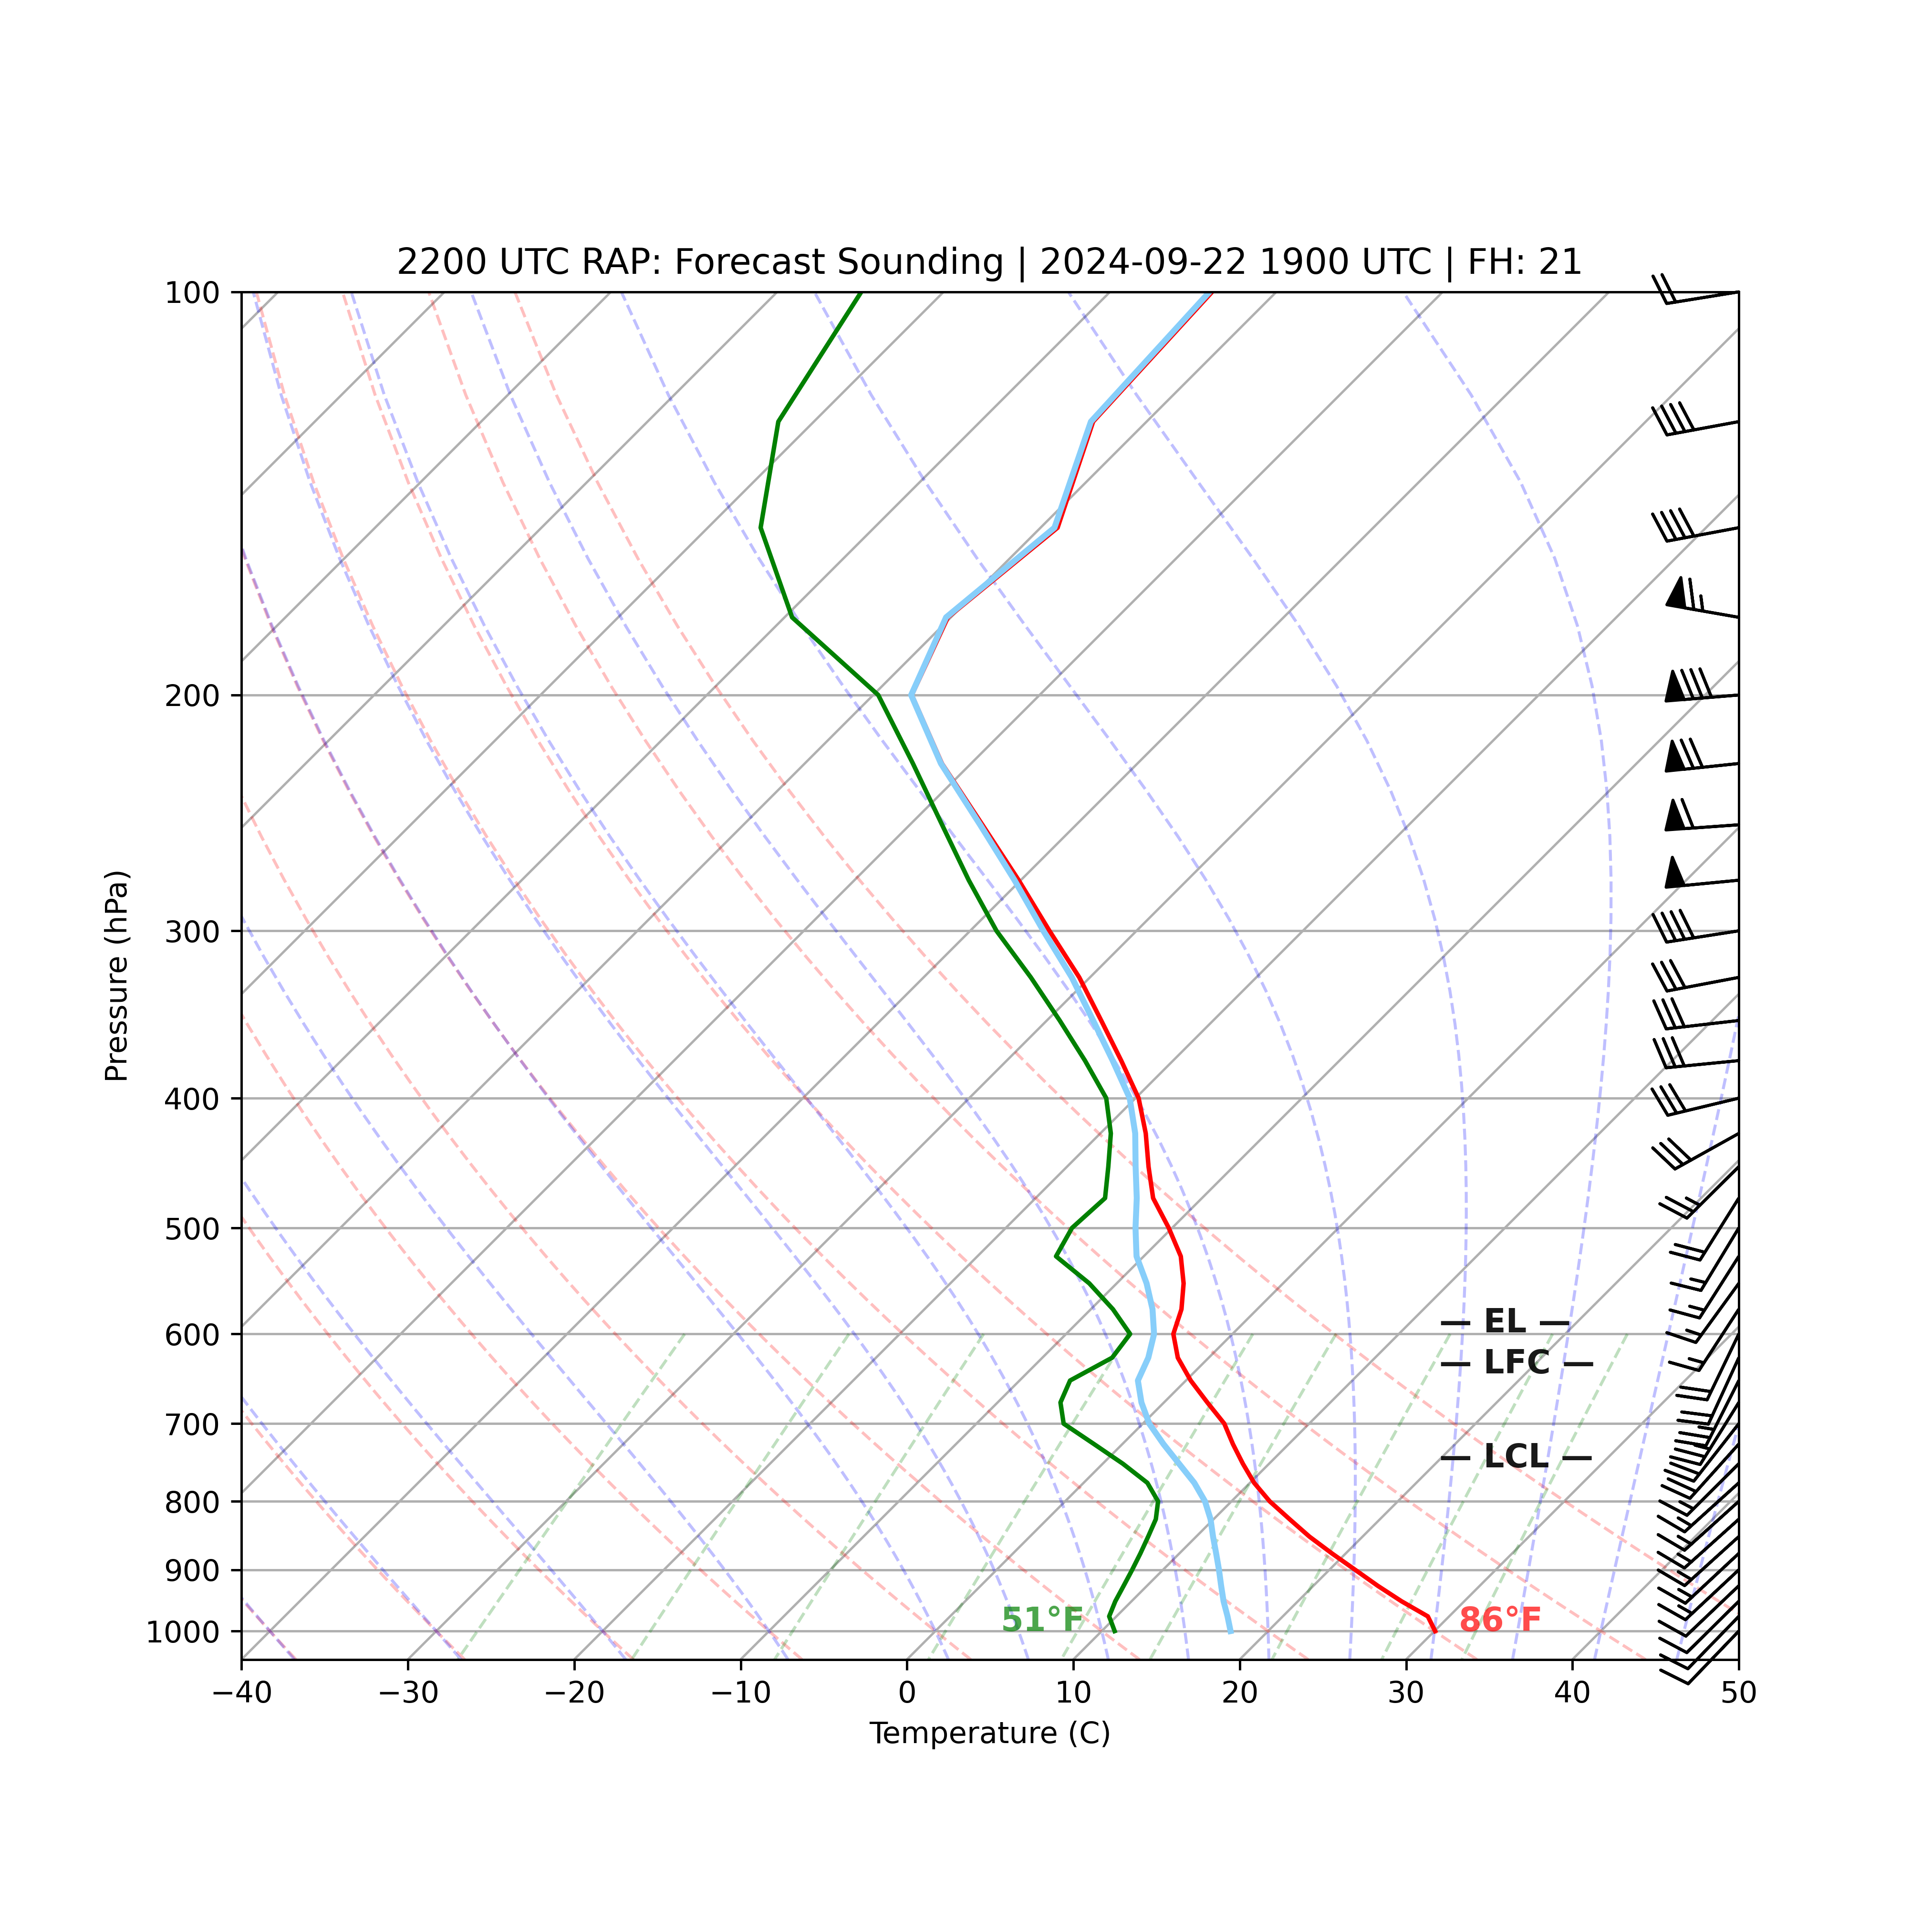 2200 UTC RAP: Forecast Sounding | 2024-09-22 1900 UTC | FH: 21
100
200
300
400
500
600
700
800
900
1000
Pressure (hPa)
— EL —
— LFC —
— LCL —
51°F
86°F
−40 −30 −20 −10 0 10 20 30 40 50
Temperature (C)